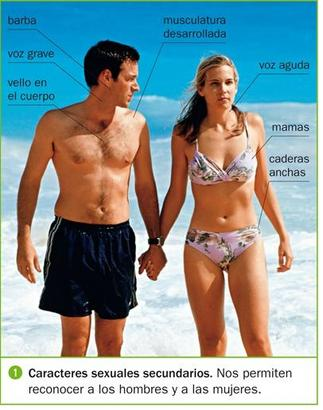 barba
musculatura
desarrollada
voz grave
voz aguda
vello en
el cuerpo
mamas
caderas
anchas
1 Caracteres sexuales secundarios. Nos permiten
reconocer a los hombres y a las mujeres.